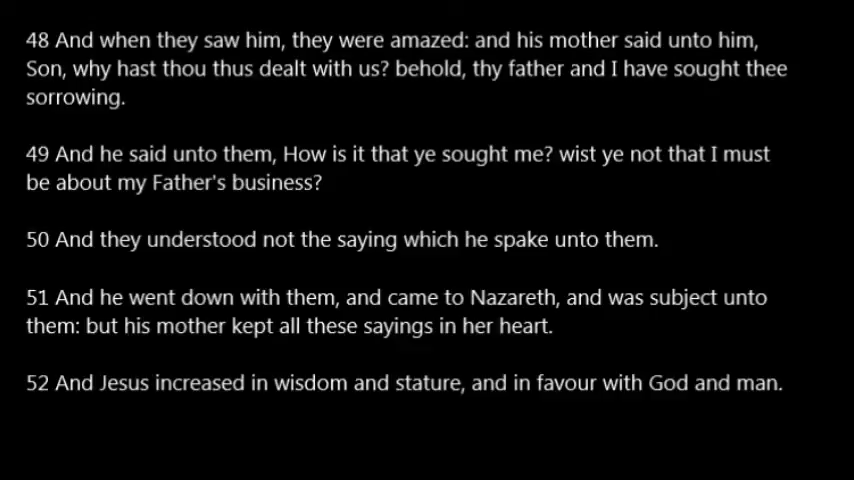 48 And when they saw him, they were amazed: and his mother said unto him,
Son, why hast thou thus dealt with us? behold, thy father and I have sought thee
sorrowing.
49 And he said unto them, How is it that ye sought me? wist ye not that I must
be about my Father's business?
50 And they understood not the saying which he spake unto them.
51 And he went down with them, and came to Nazareth, and was subject unto
them: but his mother kept all these sayings in her heart.
52 And Jesus increased in wisdom and stature, and in favour with God and man.